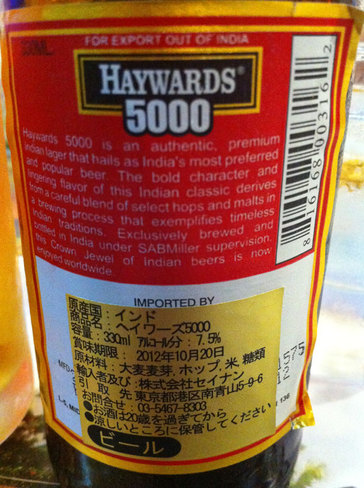 FOR EXPORT OUT OF INDIA
HAYWARDS®
5000
Haywards 5000 is an authentic, premium
Indian lager that hails as India's most preferred
and popular beer. The bold character and
lingering flavor of this Indian classic derives
from a careful blend of select hops and malts in
a brewing process that exemplifies timeless
Indian traditions. Exclusively brewed and
bottled in India under SABMiller supervision,
this Crown Jewel of Indian beers is now
enjoyed worldwide.
8 16168 00316 2
IMPORTED BY
原産国：インド
商品名：ヘイワーズ5000
容量：330ml アルコール分：7.5%
賞味期限：2012年10月20日
原材料：大麦麦芽、ホップ、米、糖類
輸入者及び：株式会社セイナン
引取先 東京都港区南青山5-9-6
お問合せ：03-5467-8303
●お酒は20歳を過ぎてから
●涼しいところに保管してください
ビール